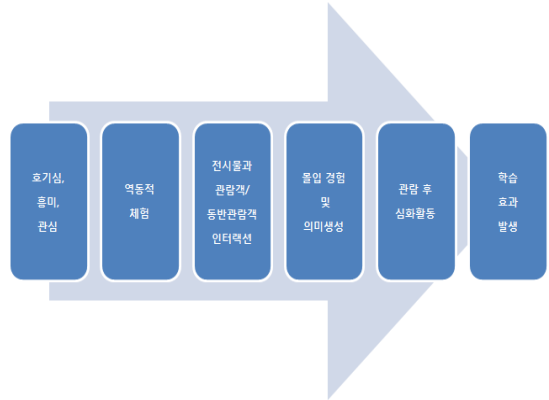 호기심,
흥미,
관심
역동적
체험
전시물과
관람객/
동반관람객
인터랙션
몰입 경험
및
의미생성
관람 후
심화활동
학습
효과
발생